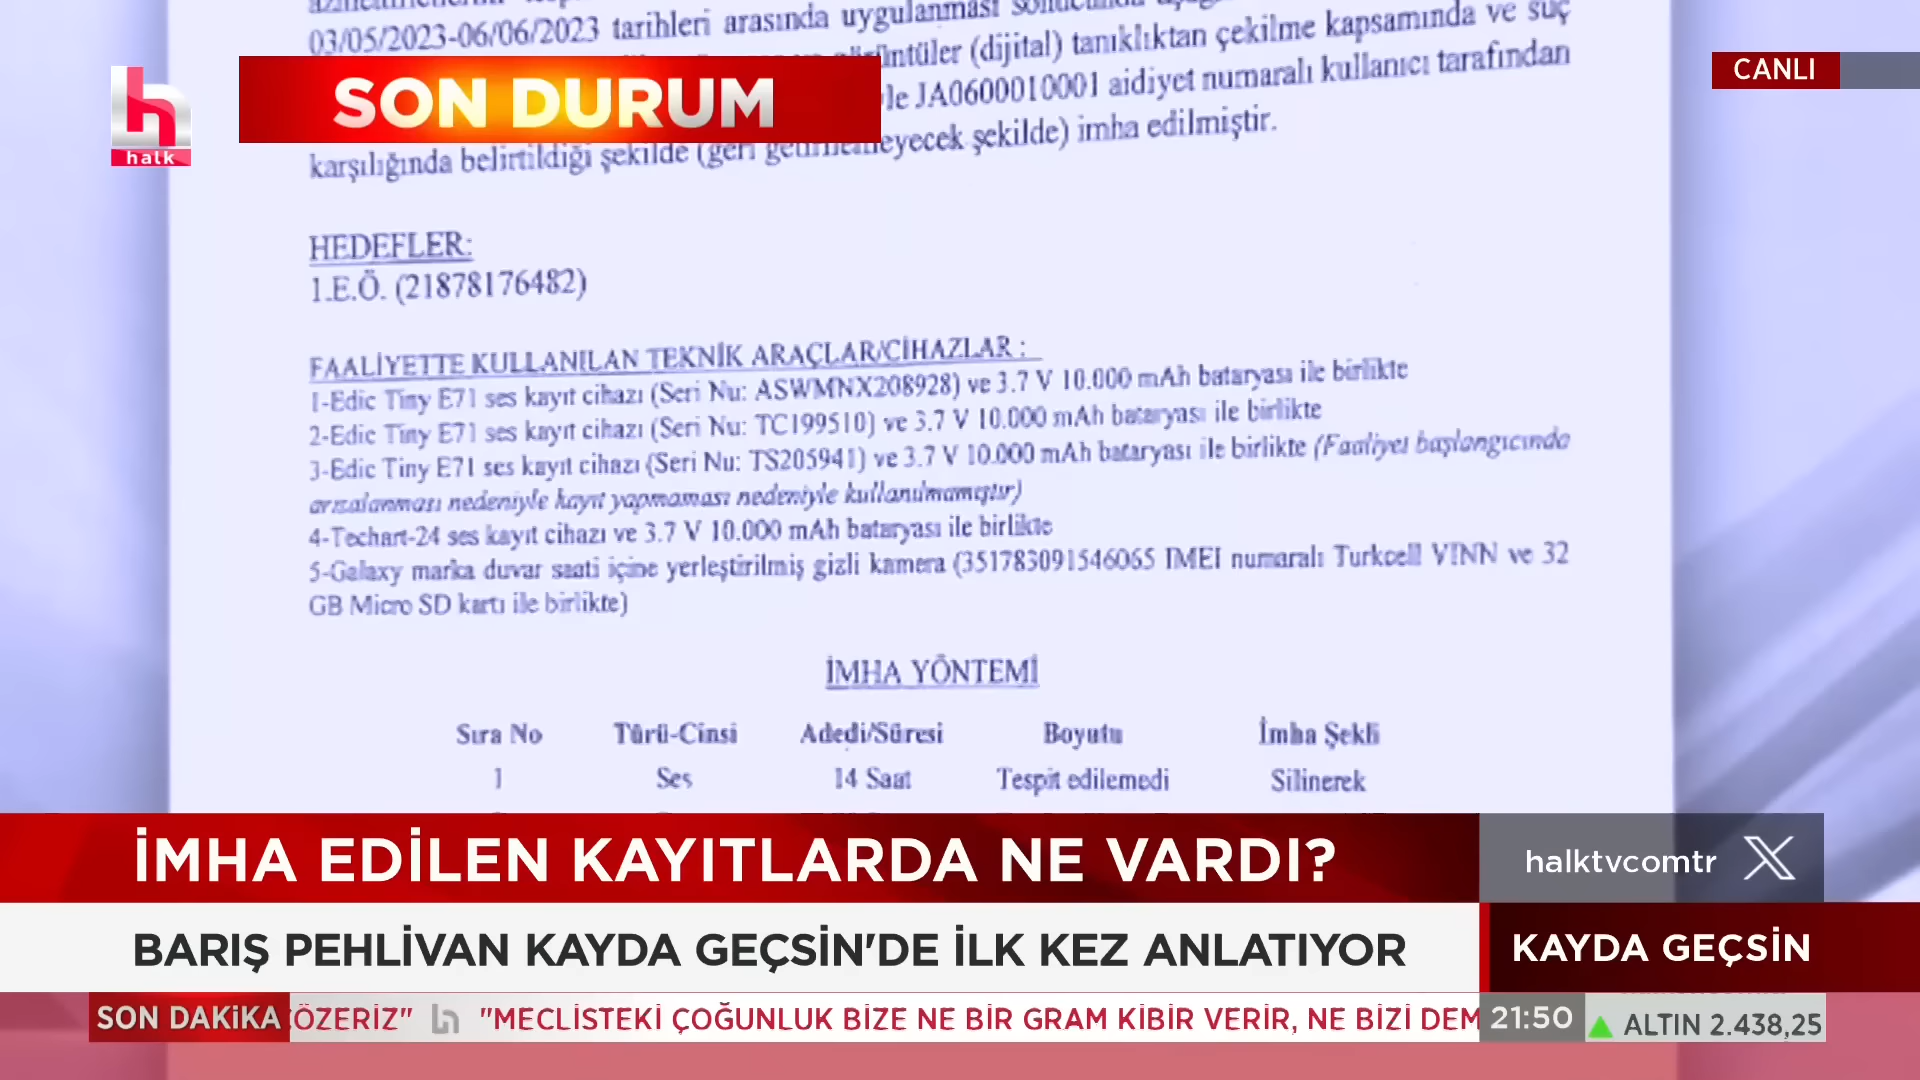 03/05/2023-06/06/2023 tarihleri arasında uygulanması
(dijital) tanıklıktan çekilme kapsamında ve suç
JA0600010001 aidiyet numaralı kullanıcı tarafından
karşılığında belirtildiği şekilde (geri şekilde) imha edilmiştir.
SON DURUM
CANLI
h
halk
HEDEFLER:
1.E.Ö. (21878176482)
FAALİYETTE KULLANILAN TEKNİK ARAÇLAR/CİHAZLAR :
1-Edic Tiny E71 ses kayıt cihazı (Seri Nu: ASWMNX208928) ve 3.7 V 10.000 mAh bataryası ile birlikte
2-Edic Tiny E71 ses kayıt cihazı (Seri Nu: TC199510) ve 3.7 V 10.000 mAh bataryası ile birlikte
3-Edic Tiny E71 ses kayıt cihazı (Seri Nu: TS205941) ve 3.7 V 10.000 mAh bataryası ile birlikte (Faaliyet başlangıcında
arızalanması nedeniyle kayıt yapmaması nedeniyle kullanılmamıştır)
4-Techart-24 ses kayıt cihazı ve 3.7 V 10.000 mAh bataryası ile birlikte
5-Galaxy marka duvar saati içine yerleştirilmiş gizli kamera (351783091546065 IMEI numaralı Turkcell VINN ve 32
GB Micro SD kartı ile birlikte)
İMHA YÖNTEMİ
Sıra No Türü-Cinsi Adedi/Süresi Boyutu İmha Şekli
1 Ses 14 Saat Tespit edilemedi Silinerek
İMHA EDİLEN KAYITLARDA NE VARDI?
halktvcomtr X
BARIŞ PEHLİVAN KAYDA GEÇSİN'DE İLK KEZ ANLATIYOR
KAYDA GEÇSİN
SON DAKİKA ÖZERİZ" h "MECLİSTEKİ ÇOĞUNLUK BİZE NE BİR GRAM KİBİR VERİR, NE BİZİ DEM
21:50
ALTIN 2.438,25